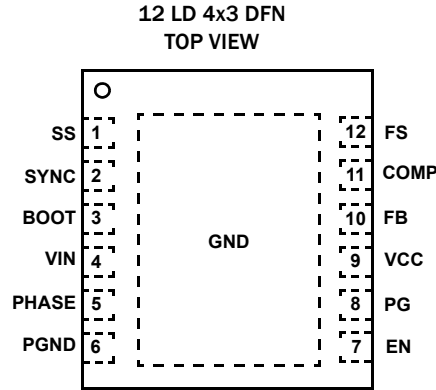 12 LD 4x3 DFN
TOP VIEW
SS 1 12 FS
SYNC 2 11 COMP
BOOT 3 10 FB
GND
VIN 4 9 VCC
PHASE 5 8 PG
PGND 6 7 EN